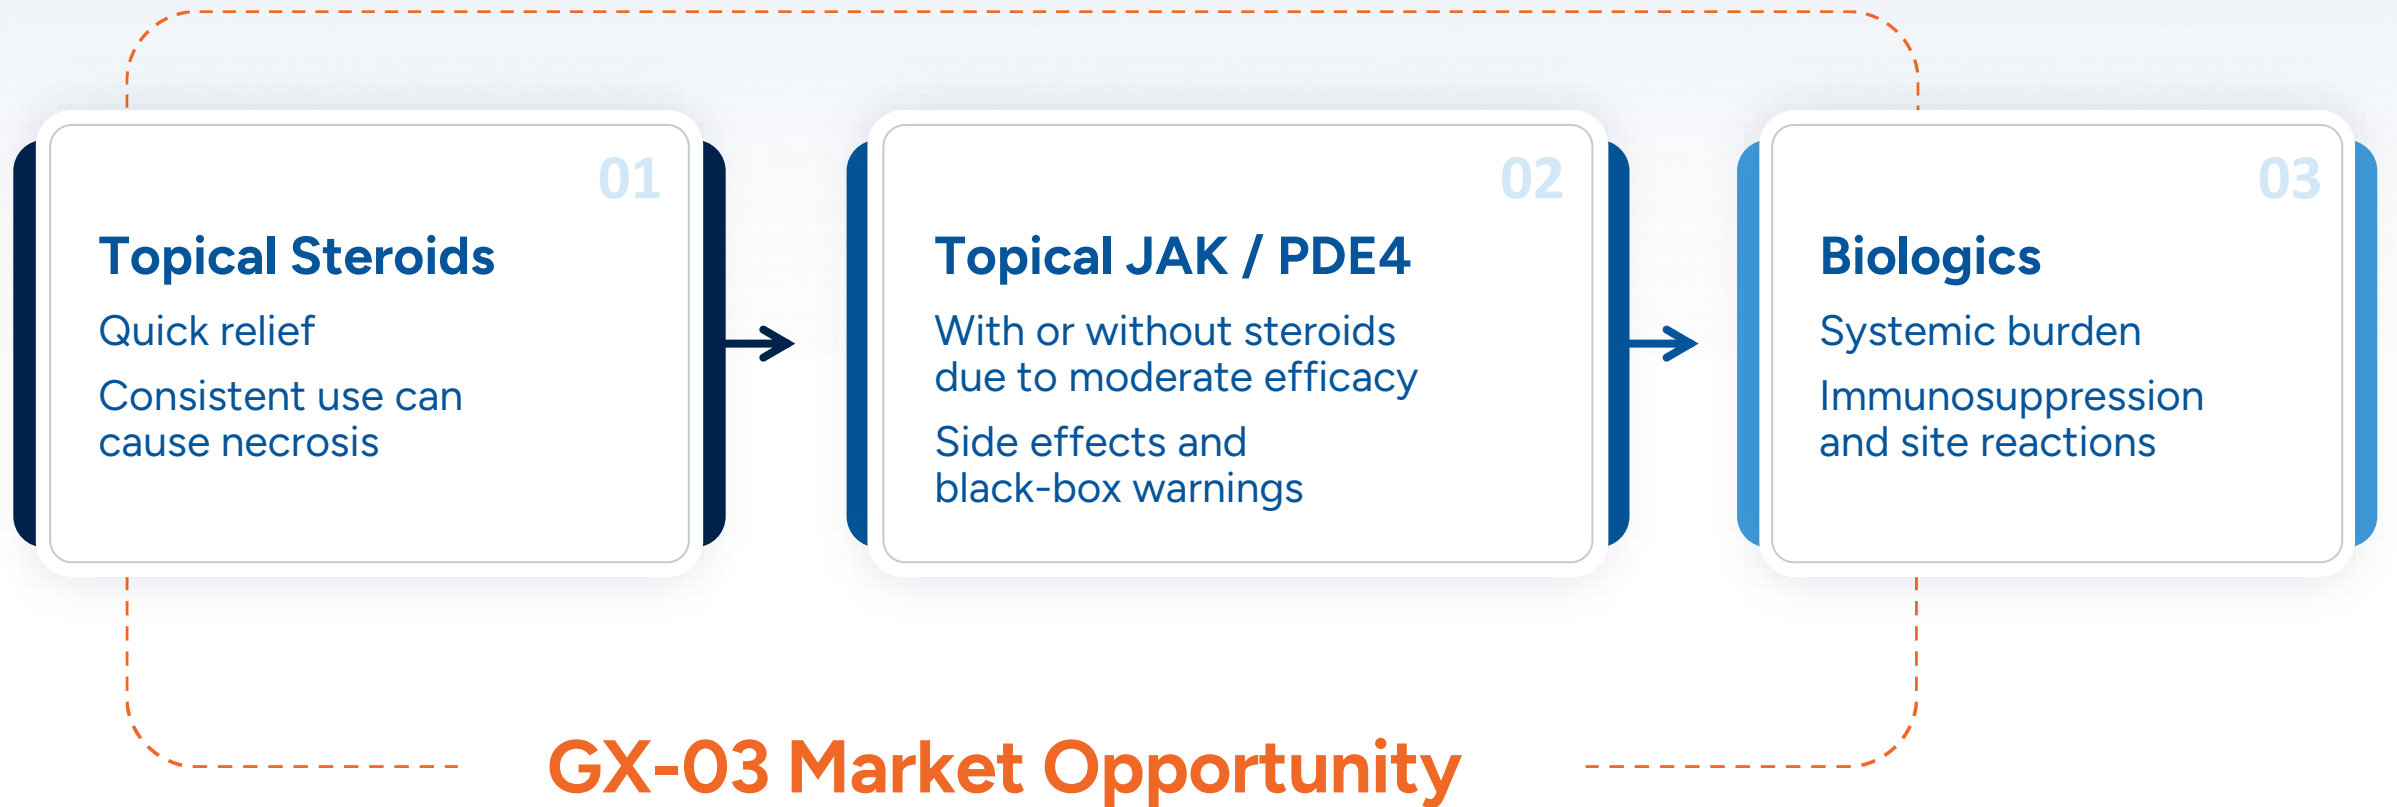 01
Topical Steroids
Quick relief
Consistent use can
cause necrosis
02
Topical JAK / PDE4
With or without steroids
due to moderate efficacy
Side effects and
black-box warnings
03
Biologics
Systemic burden
Immunosuppression
and site reactions
GX-03 Market Opportunity